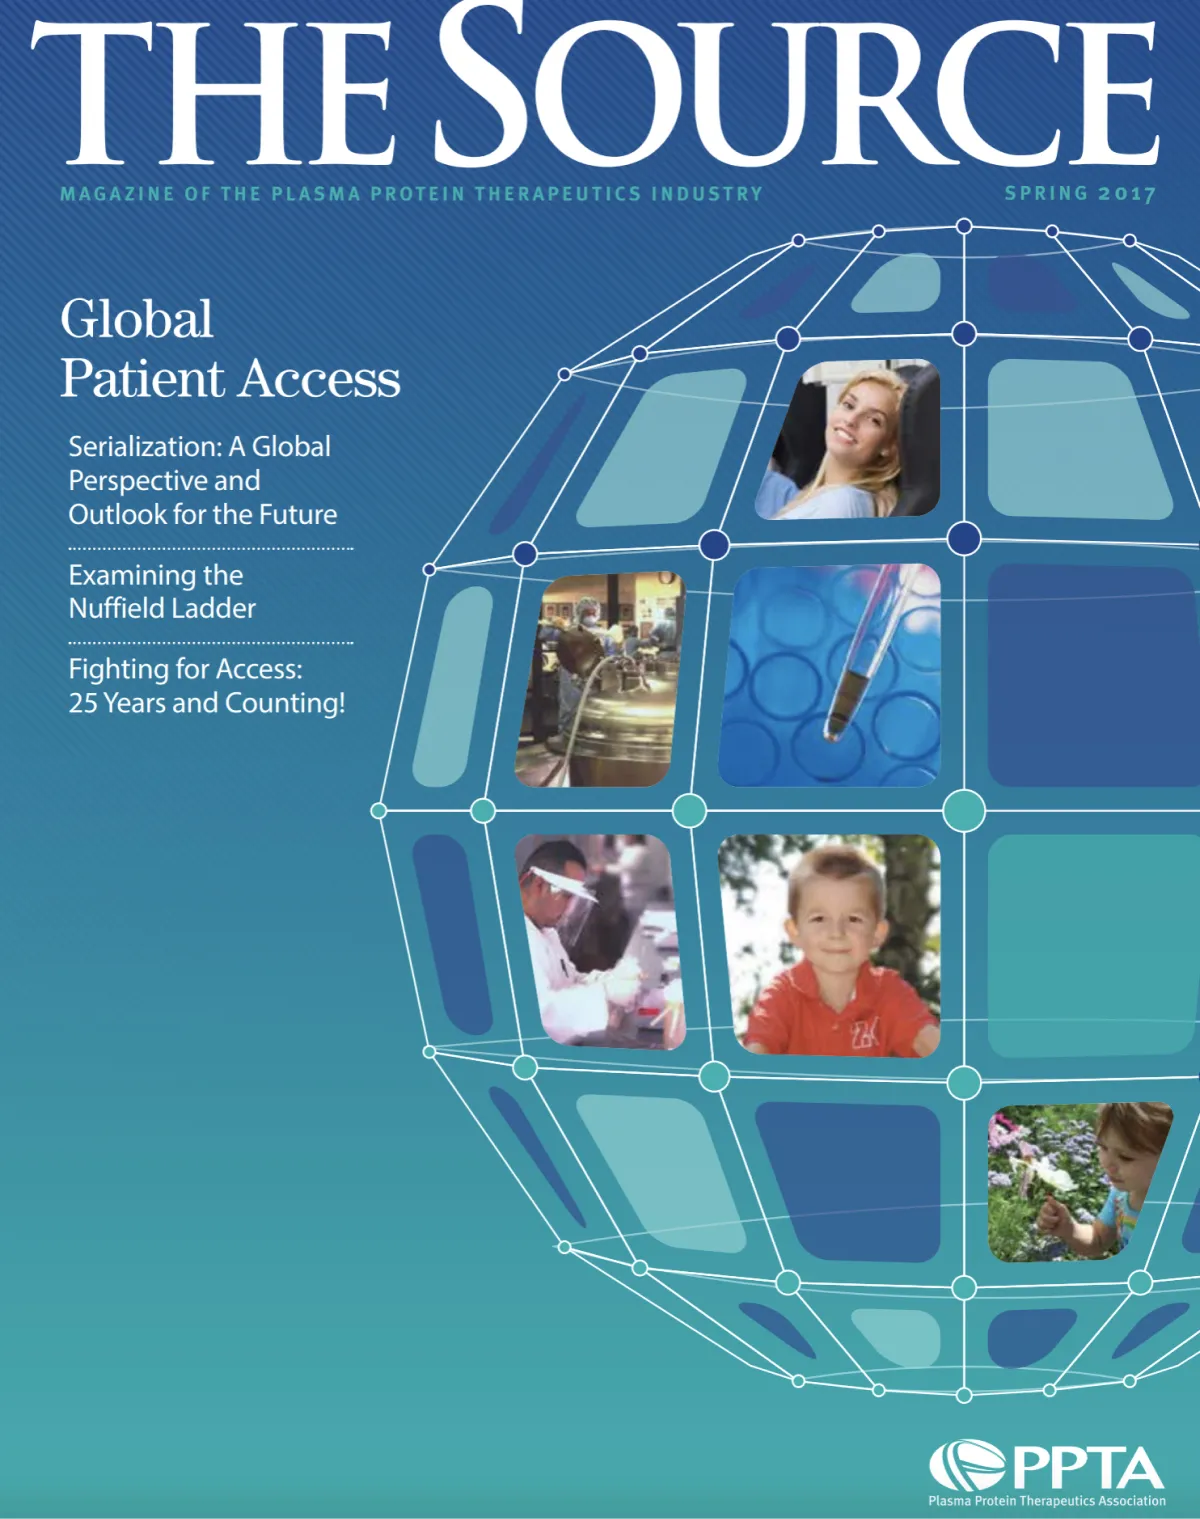 THE SOURCE
MAGAZINE OF THE PLASMA PROTEIN THERAPEUTICS INDUSTRY
SPRING 2017
Global
Patient Access
Serialization: A Global
Perspective and
Outlook for the Future
Examining the
Nuffield Ladder
Fighting for Access:
25 Years and Counting!
PPTA
Plasma Protein Therapeutics Association